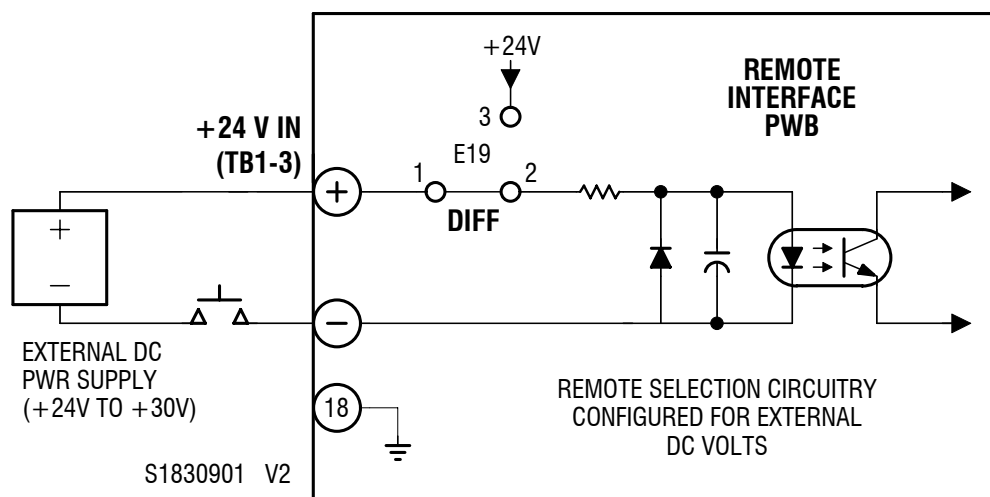 +24V
REMOTE
INTERFACE
PWB
3
+24 V IN
(TB1-3)
E19
1
2
+
DIFF
+
−
−
EXTERNAL DC
PWR SUPPLY
(+24V TO +30V)
18
REMOTE SELECTION CIRCUITRY
CONFIGURED FOR EXTERNAL
DC VOLTS
S1830901 V2